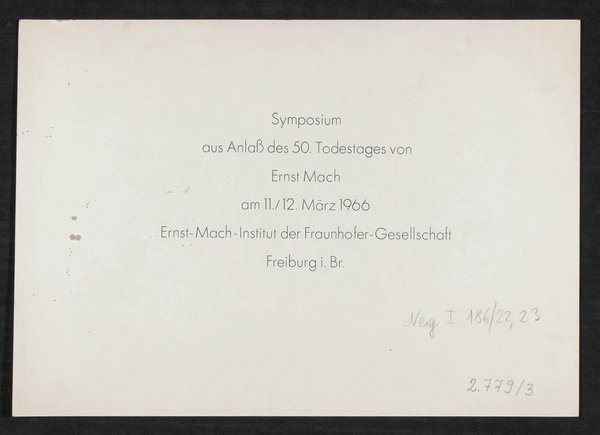 Symposium
aus Anlaß des 50. Todestages von
Ernst Mach
am 11./12. März 1966
Ernst-Mach-Institut der Fraunhofer-Gesellschaft
Freiburg i. Br.
Neg I 186/22, 23
2.779/3